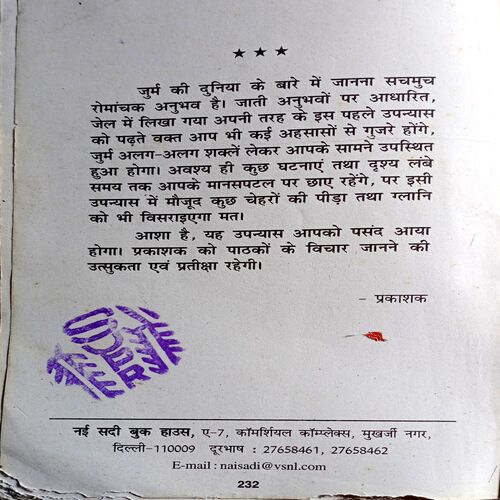 ★ ★ ★
जुर्म की दुनिया के बारे में जानना सचमुच
रोमांचक अनुभव है। जाती अनुभवों पर आधारित,
जेल में लिखा गया अपनी तरह के इस पहले उपन्यास
को पढ़ते वक्त आप भी कई अहसासों से गुजरे होंगे,
जुर्म अलग-अलग शक्लें लेकर आपके सामने उपस्थित
हुआ होगा। अवश्य ही कुछ घटनाएं तथा दृश्य लंबे
समय तक आपके मानसपटल पर छाए रहेंगे, पर इसी
उपन्यास में मौजूद कुछ चेहरों की पीड़ा तथा ग्लानि
को भी विसराइएगा मत।
आशा है, यह उपन्यास आपको पसंद आया
होगा। प्रकाशक को पाठकों के विचार जानने की
उत्सुकता एवं प्रतीक्षा रहेगी।
– प्रकाशक
नई सदी बुक हाउस, ए-7, कॉमर्शियल कॉम्प्लेक्स, मुखर्जी नगर,
दिल्ली-110009 दूरभाष : 27658461, 27658462
E-mail : naisadi@vsnl.com
232